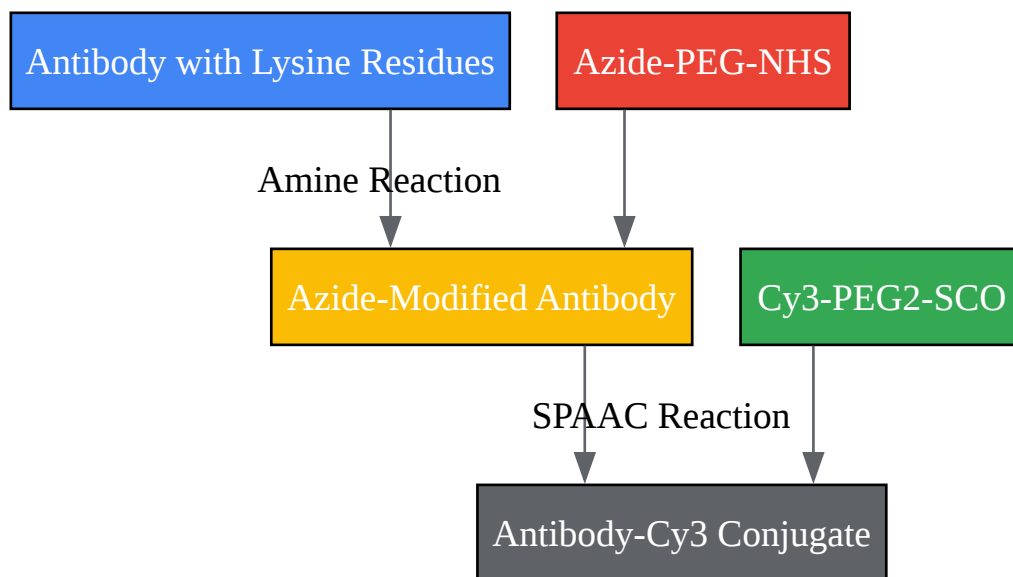 Antibody with Lysine Residues
Azide-PEG-NHS
Amine Reaction
Azide-Modified Antibody
Cy3-PEG2-SCO
SPAAC Reaction
Antibody-Cy3 Conjugate